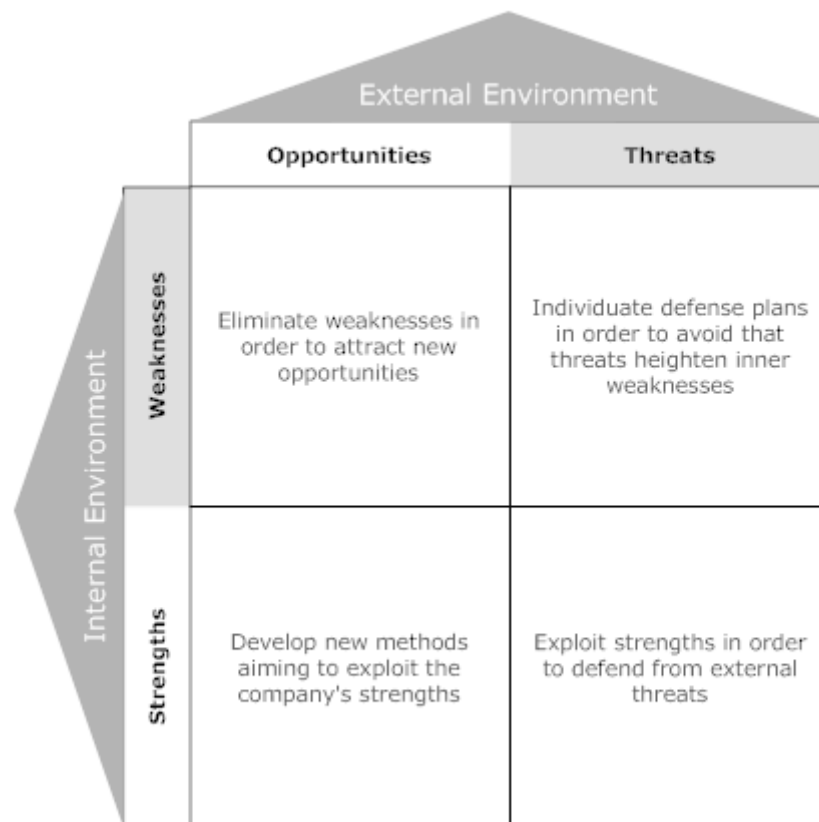 External Environment
Opportunities
Threats
Internal Environment
Weaknesses
Eliminate weaknesses in
order to attract new
opportunities
Individuate defense plans
in order to avoid that
threats heighten inner
weaknesses
Strengths
Develop new methods
aiming to exploit the
company's strengths
Exploit strengths in order
to defend from external
threats